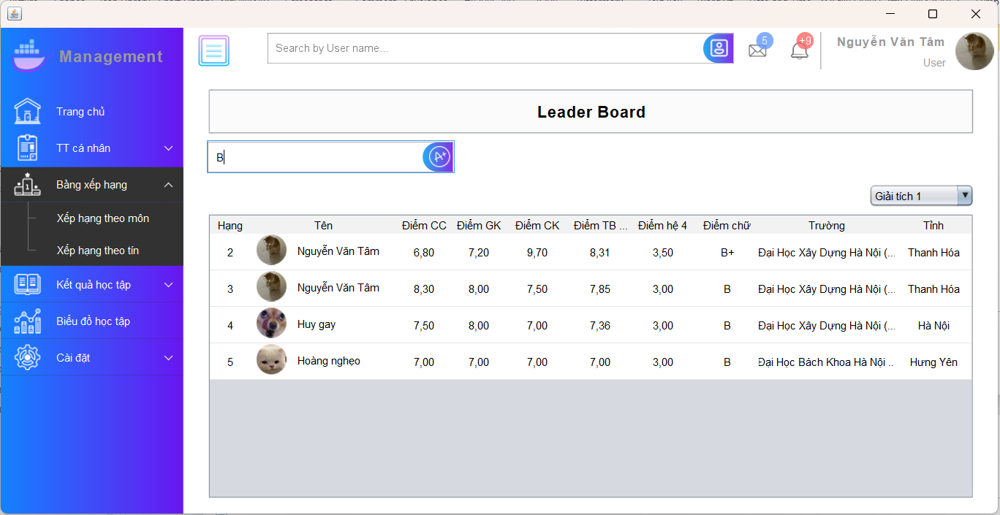 Management
Search by User name...
5
+9
Nguyễn Văn Tâm
User
Trang chủ
TT cá nhân
Bảng xếp hạng
1
Xếp hạng theo môn
Xếp hạng theo tín
Kết quả học tập
Biểu đồ học tập
Cài đặt
Leader Board
B
A+
Giải tích 1
Hạng Tên Điểm CC Điểm GK Điểm CK Điểm TB ... Điểm hệ 4 Điểm chữ Trường Tỉnh
2 Nguyễn Văn Tâm 6,80 7,20 9,70 8,31 3,50 B+ Đại Học Xây Dựng Hà Nội (... Thanh Hóa
3 Nguyễn Văn Tâm 8,30 8,00 7,50 7,85 3,00 B Đại Học Xây Dựng Hà Nội (... Thanh Hóa
4 Huy gay 7,50 8,00 7,00 7,36 3,00 B Đại Học Xây Dựng Hà Nội (... Hà Nội
5 Hoàng nghẹo 7,00 7,00 7,00 7,00 3,00 B Đại Học Bách Khoa Hà Nội .. Hưng Yên